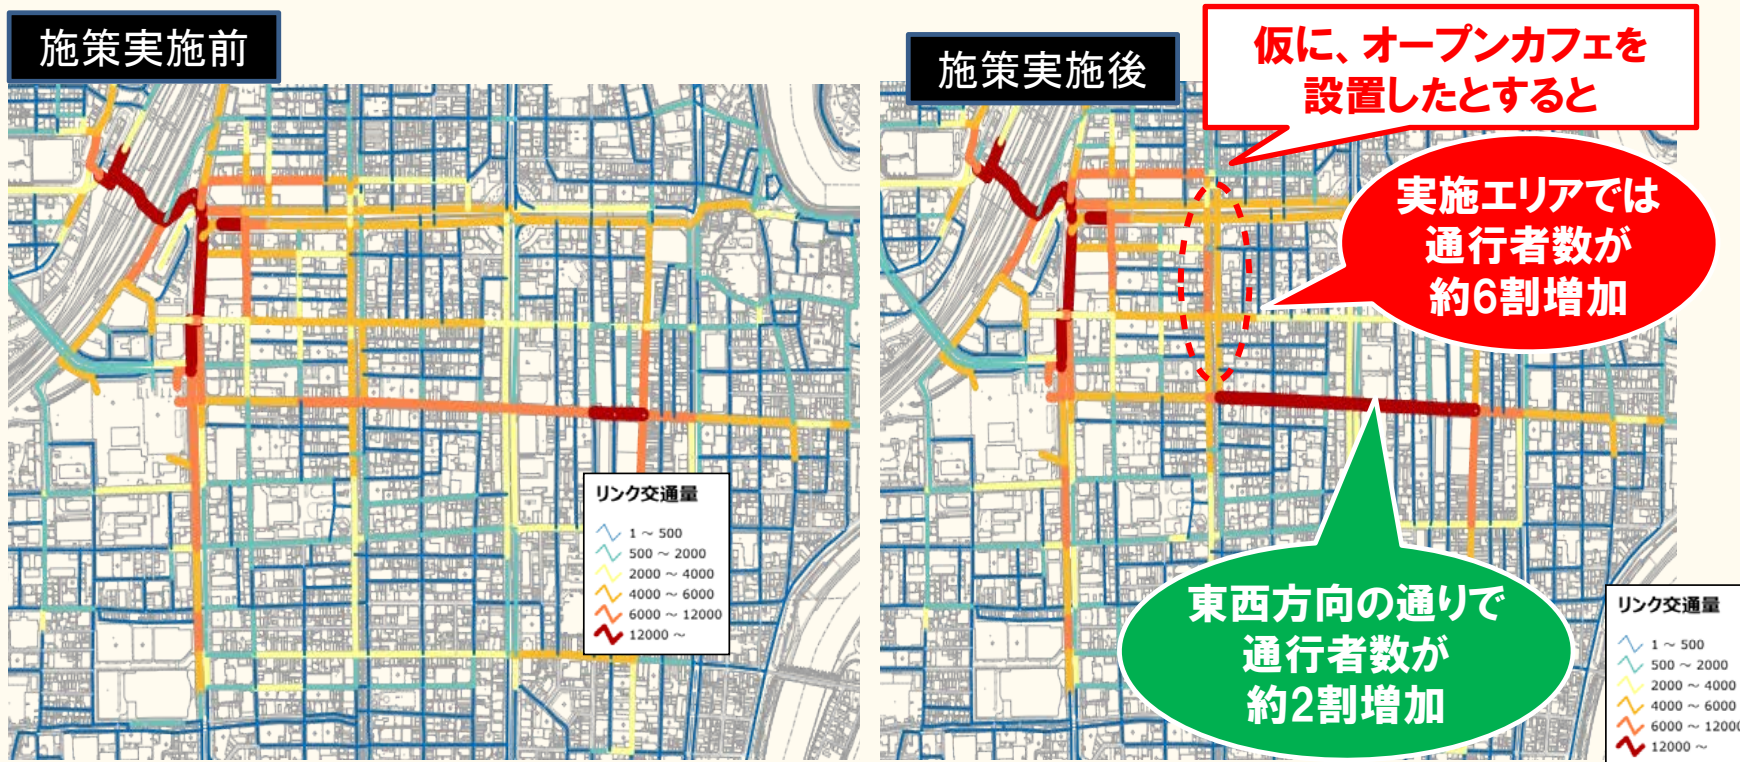 施策実施前
施策実施後
仮に、オープンカフェを
設置したとすると
実施エリアでは
通行者数が
約6割増加
東西方向の通りで
通行者数が
約2割増加
リンク交通量
1 ～ 500
500 ～ 2000
2000 ～ 4000
4000 ～ 6000
6000 ～ 12000
12000 ～
リンク交通量
1 ～ 500
500 ～ 2000
2000 ～ 4000
4000 ～ 6000
6000 ～ 12000
12000 ～